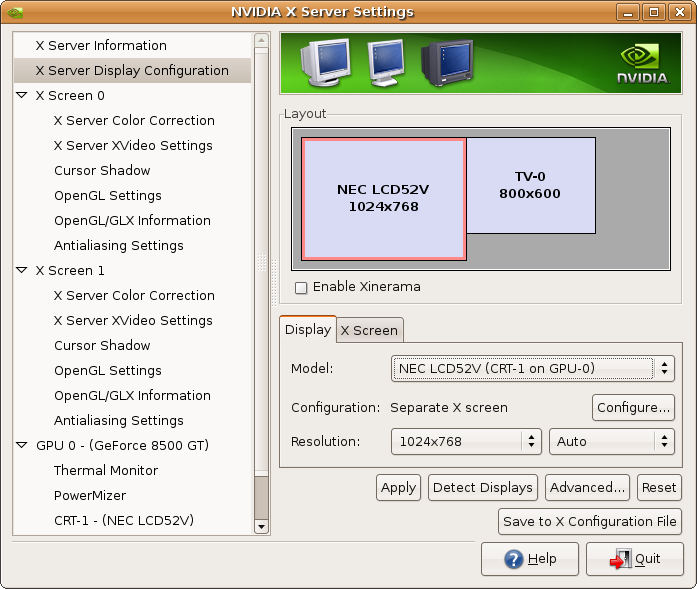 NVIDIA X Server Settings
X Server Information
X Server Display Configuration
X Screen 0
X Server Color Correction
X Server XVideo Settings
Cursor Shadow
OpenGL Settings
OpenGL/GLX Information
Antialiasing Settings
X Screen 1
X Server Color Correction
X Server XVideo Settings
Cursor Shadow
OpenGL Settings
OpenGL/GLX Information
Antialiasing Settings
GPU 0 - (GeForce 8500 GT)
Thermal Monitor
PowerMizer
CRT-1 - (NEC LCD52V)
NVIDIA.
Layout
NEC LCD52V
1024x768
TV-0
800x600
Enable Xinerama
Display
X Screen
Model:
NEC LCD52V (CRT-1 on GPU-0)
Configuration:
Separate X screen
Configure...
Resolution:
1024x768
Auto
Apply
Detect Displays
Advanced...
Reset
Save to X Configuration File
Help
Quit